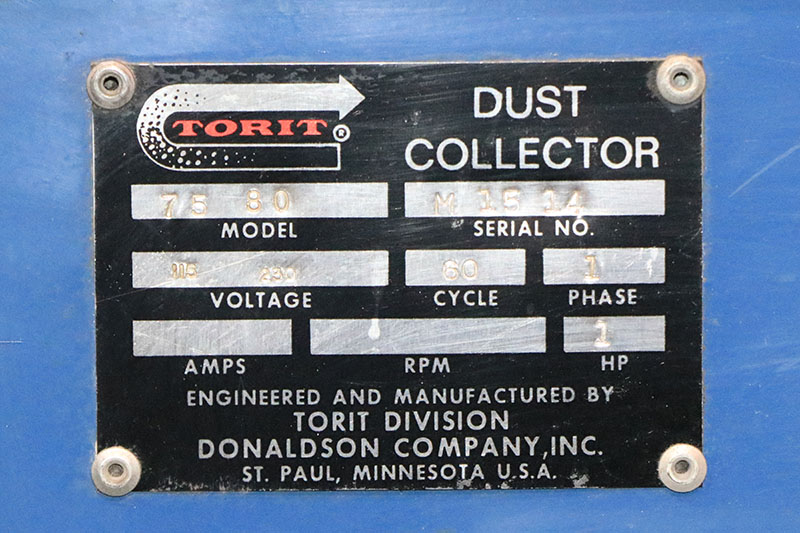 TORIT®
DUST
COLLECTOR
75 80
M 15 14
MODEL
SERIAL NO.
115 230
60
1
VOLTAGE
CYCLE
PHASE
1
AMPS
RPM
HP
ENGINEERED AND MANUFACTURED BY
TORIT DIVISION
DONALDSON COMPANY, INC.
ST. PAUL, MINNESOTA U.S.A.